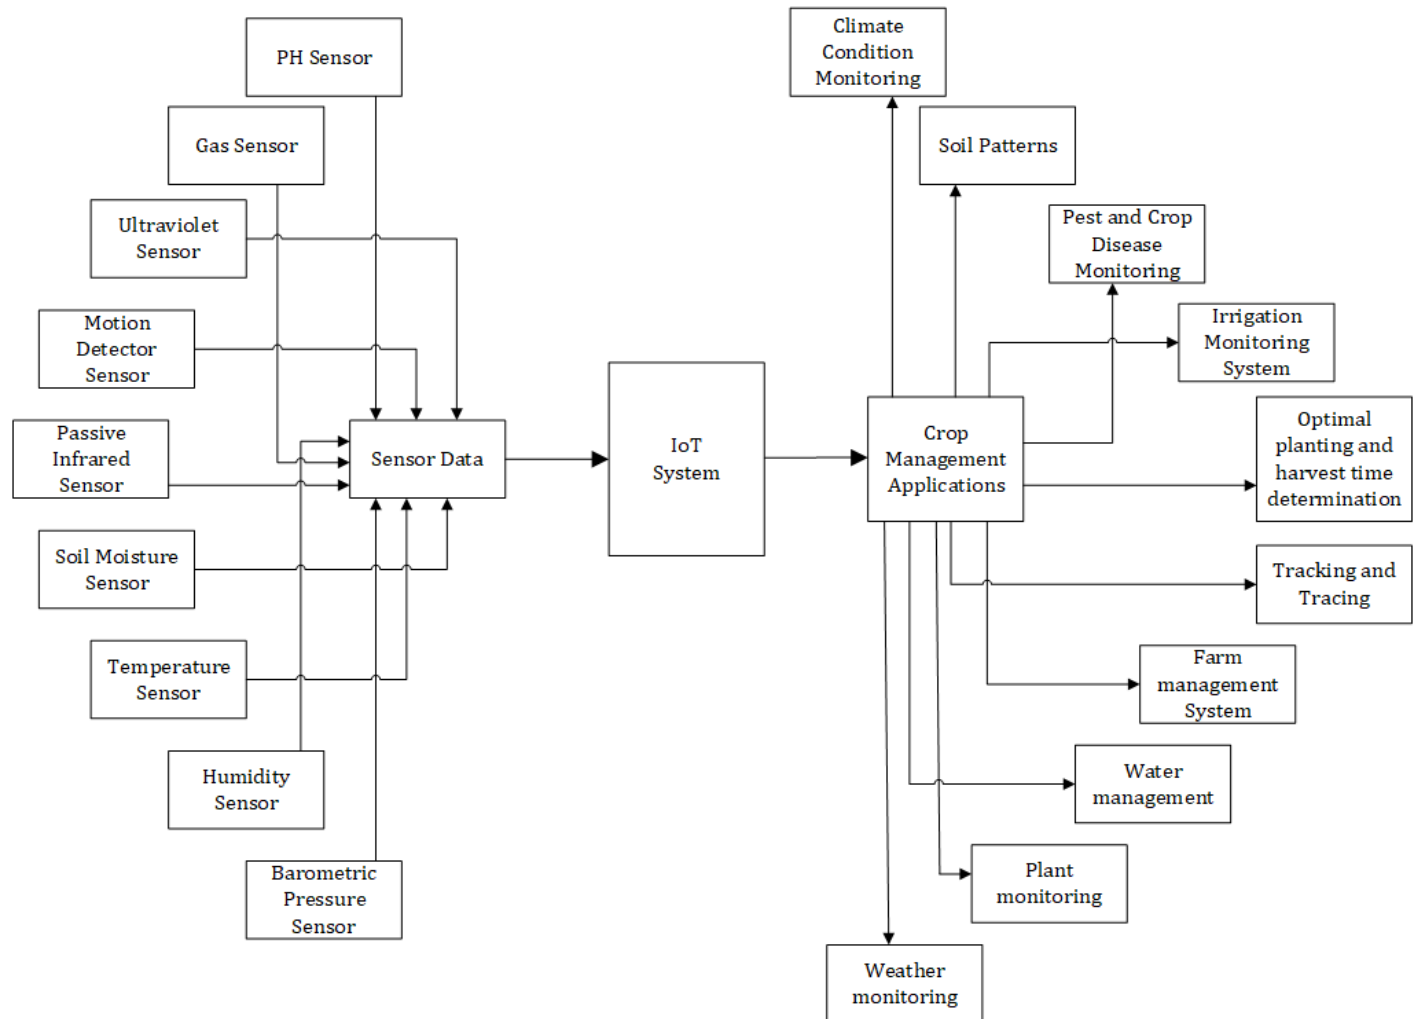 PH Sensor
Gas Sensor
Ultraviolet
Sensor
Motion
Detector
Sensor
Passive
Infrared
Sensor
Soil Moisture
Sensor
Temperature
Sensor
Humidity
Sensor
Barometric
Pressure
Sensor
Sensor Data
IoT
System
Crop
Management
Applications
Climate
Condition
Monitoring
Soil Patterns
Pest and Crop
Disease
Monitoring
Irrigation
Monitoring
System
Optimal
planting and
harvest time
determination
Tracking and
Tracing
Farm
management
System
Water
management
Plant
monitoring
Weather
monitoring